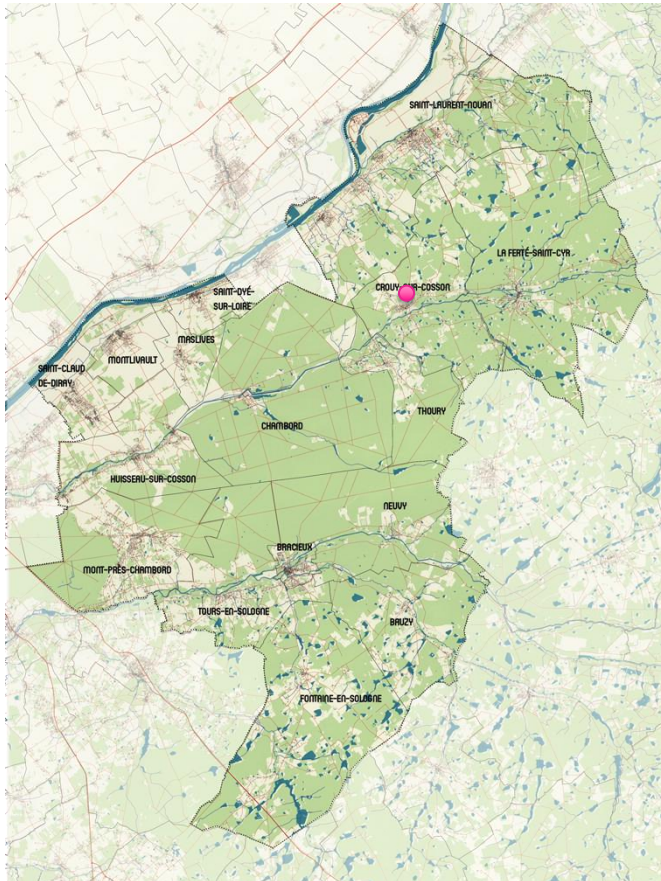 SAINT-LAURENT-NOUAN
LA FERTÉ-SAINT-CYR
CROUY-SUR-COSSON
SAINT-DYÉ-
SUR-LOIRE
MASLIVES
MONTLIVAULT
SAINT-CLAUD
DE-DIRAY
THOURY
CHAMBORD
HUISSEAU-SUR-COSSON
NEUVY
BRACIEUX
MONT-PRÈS-CHAMBORD
TOURS-EN-SOLOGNE
BAUZY
FONTAINE-EN-SOLOGNE